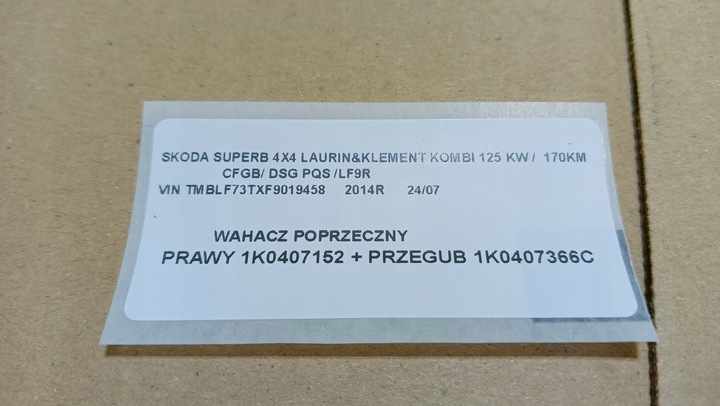 SKODA SUPERB 4X4 LAURIN&KLEMENT KOMBI 125 KW / 170KM
CFGB/ DSG PQS /LF9R
VIN TMBLF73TXF9019458 2014R 24/07
WAHACZ POPRZECZNY
PRAWY 1K0407152 + PRZEGUB 1K0407366C